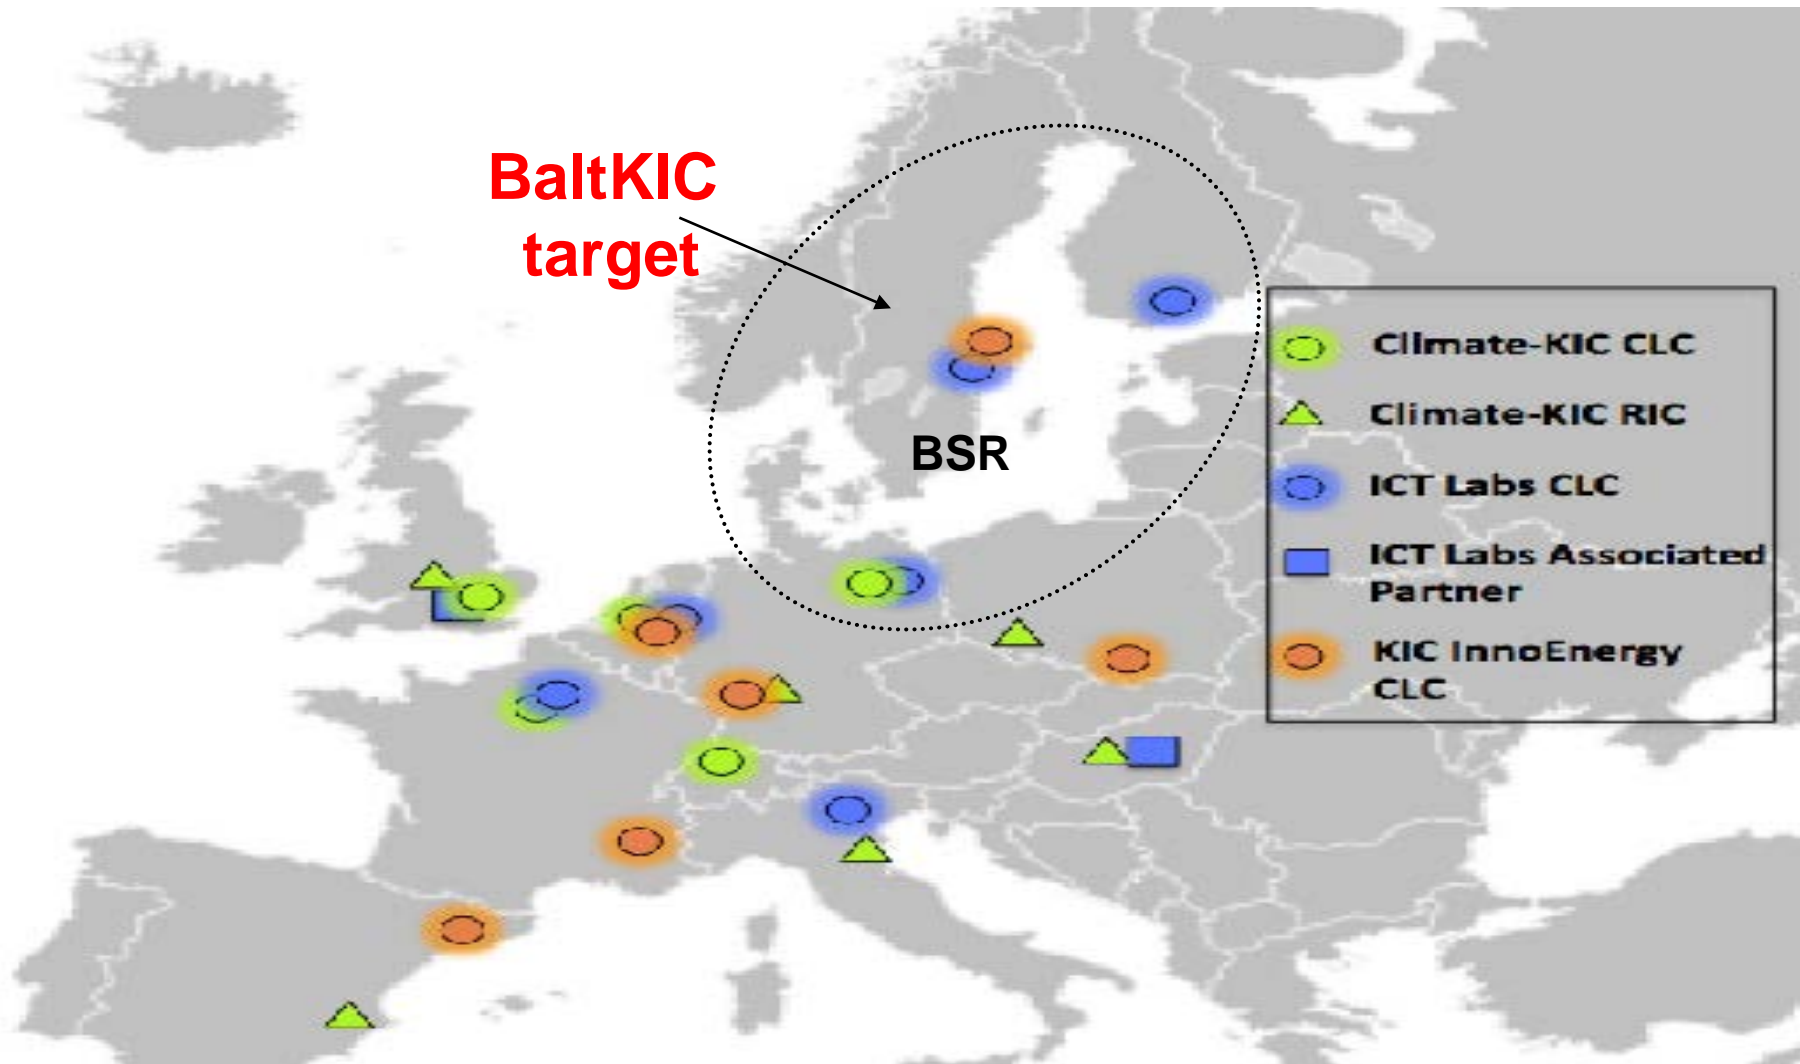 BaltKIC
target
BSR
Climate-KIC CLC
Climate-KIC RIC
ICT Labs CLC
ICT Labs Associated
Partner
KIC InnoEnergy
CLC